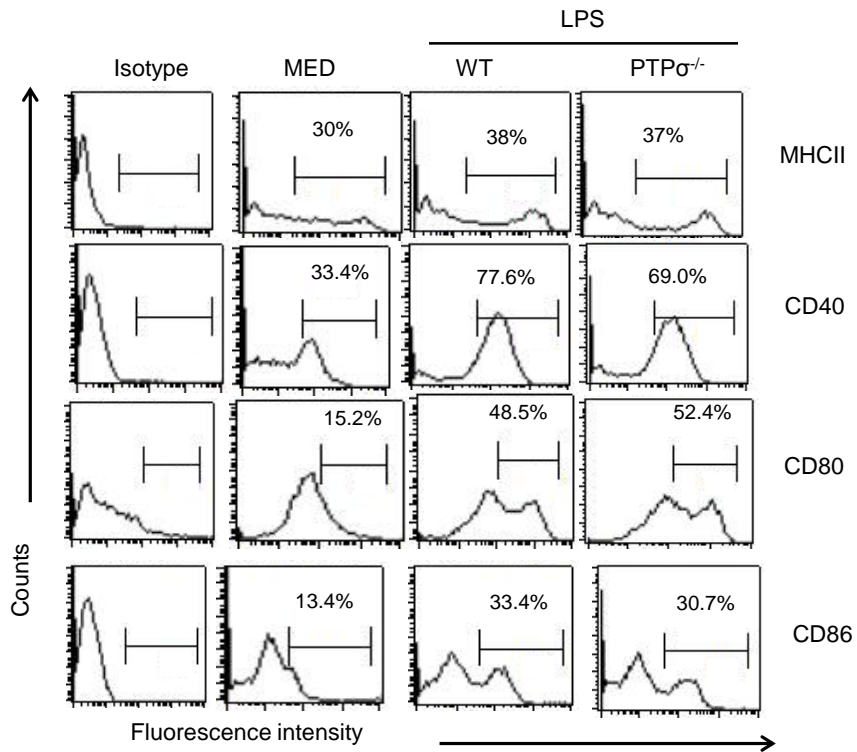 LPS
Isotype MED WT PTPσ-/-
30% 38% 37% MHCII
33.4% 77.6% 69.0% CD40
15.2% 48.5% 52.4% CD80
13.4% 33.4% 30.7% CD86
Counts
Fluorescence intensity